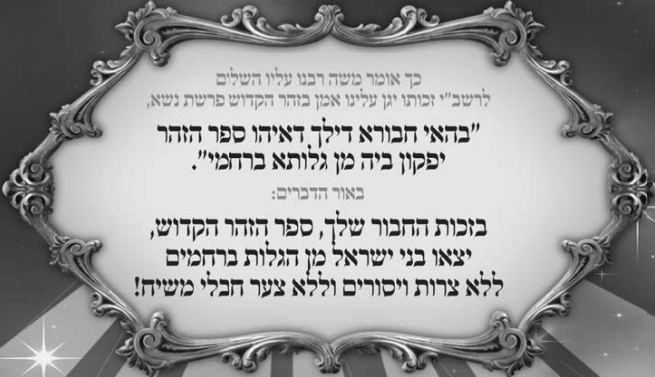 כך אומר משה רבנו עליו השלום
לרשב"י זכותו יגן עלינו אמן בזהר הקדוש פרשת נשא,
"בהאי חבורא דילך דאיהו ספר הזהר
יפקון ביה מן גלותא ברחמי".
באור הדברים:
בזכות החבור שלך, ספר הזהר הקדוש,
יצאו בני ישראל מן הגלות ברחמים
ללא צרות ויסורים וללא צער חבלי משיח!